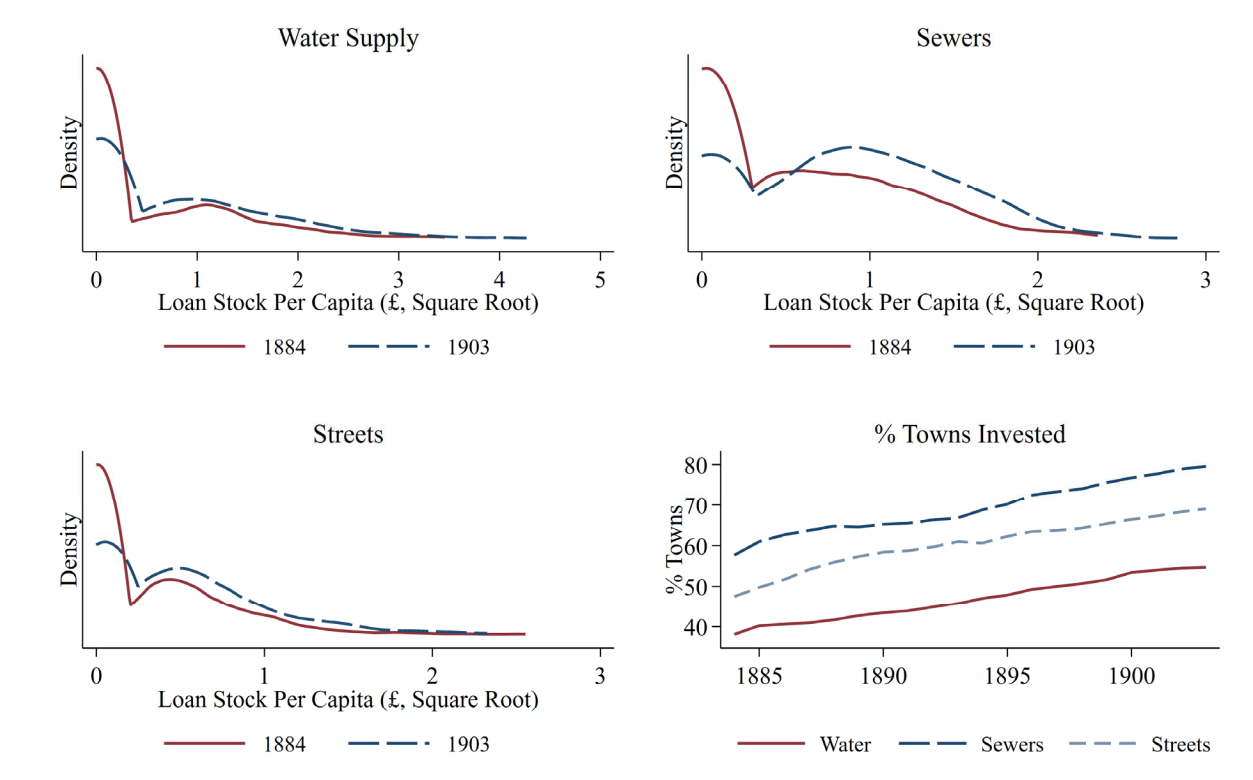 Water Supply
Density
0 1 2 3 4 5
Loan Stock Per Capita (£, Square Root)
1884 1903
Sewers
Density
0 1 2 3
Loan Stock Per Capita (£, Square Root)
1884 1903
Streets
Density
0 1 2 3
Loan Stock Per Capita (£, Square Root)
1884 1903
% Towns Invested
% Towns
80
70
60
50
40
1885 1890 1895 1900
Water Sewers Streets